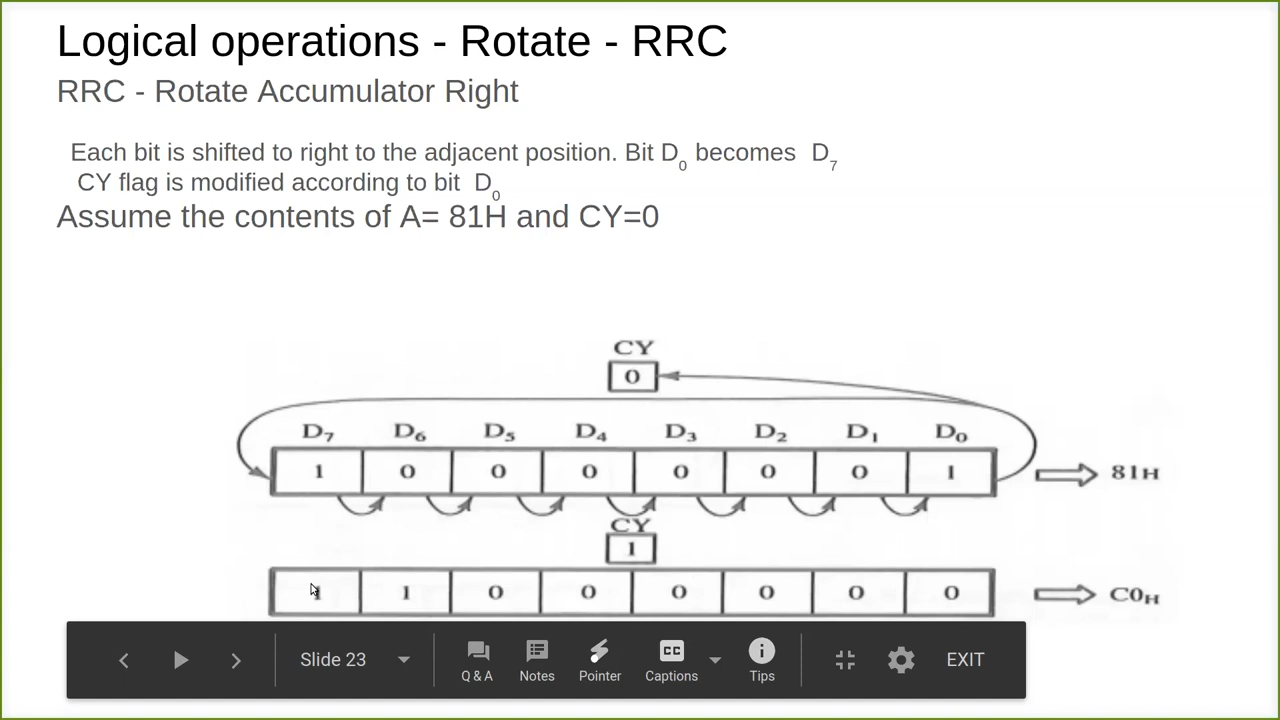 Logical operations - Rotate - RRC
RRC - Rotate Accumulator Right
Each bit is shifted to right to the adjacent position. Bit D0 becomes D7
CY flag is modified according to bit D0
Assume the contents of A= 81H and CY=0
CY
0
D7 D6 D5 D4 D3 D2 D1 D0
1 0 0 0 0 0 0 1 81H
CY
1
1 1 0 0 0 0 0 0 C0H
Slide 23 Q & A Notes Pointer CC Captions Tips EXIT